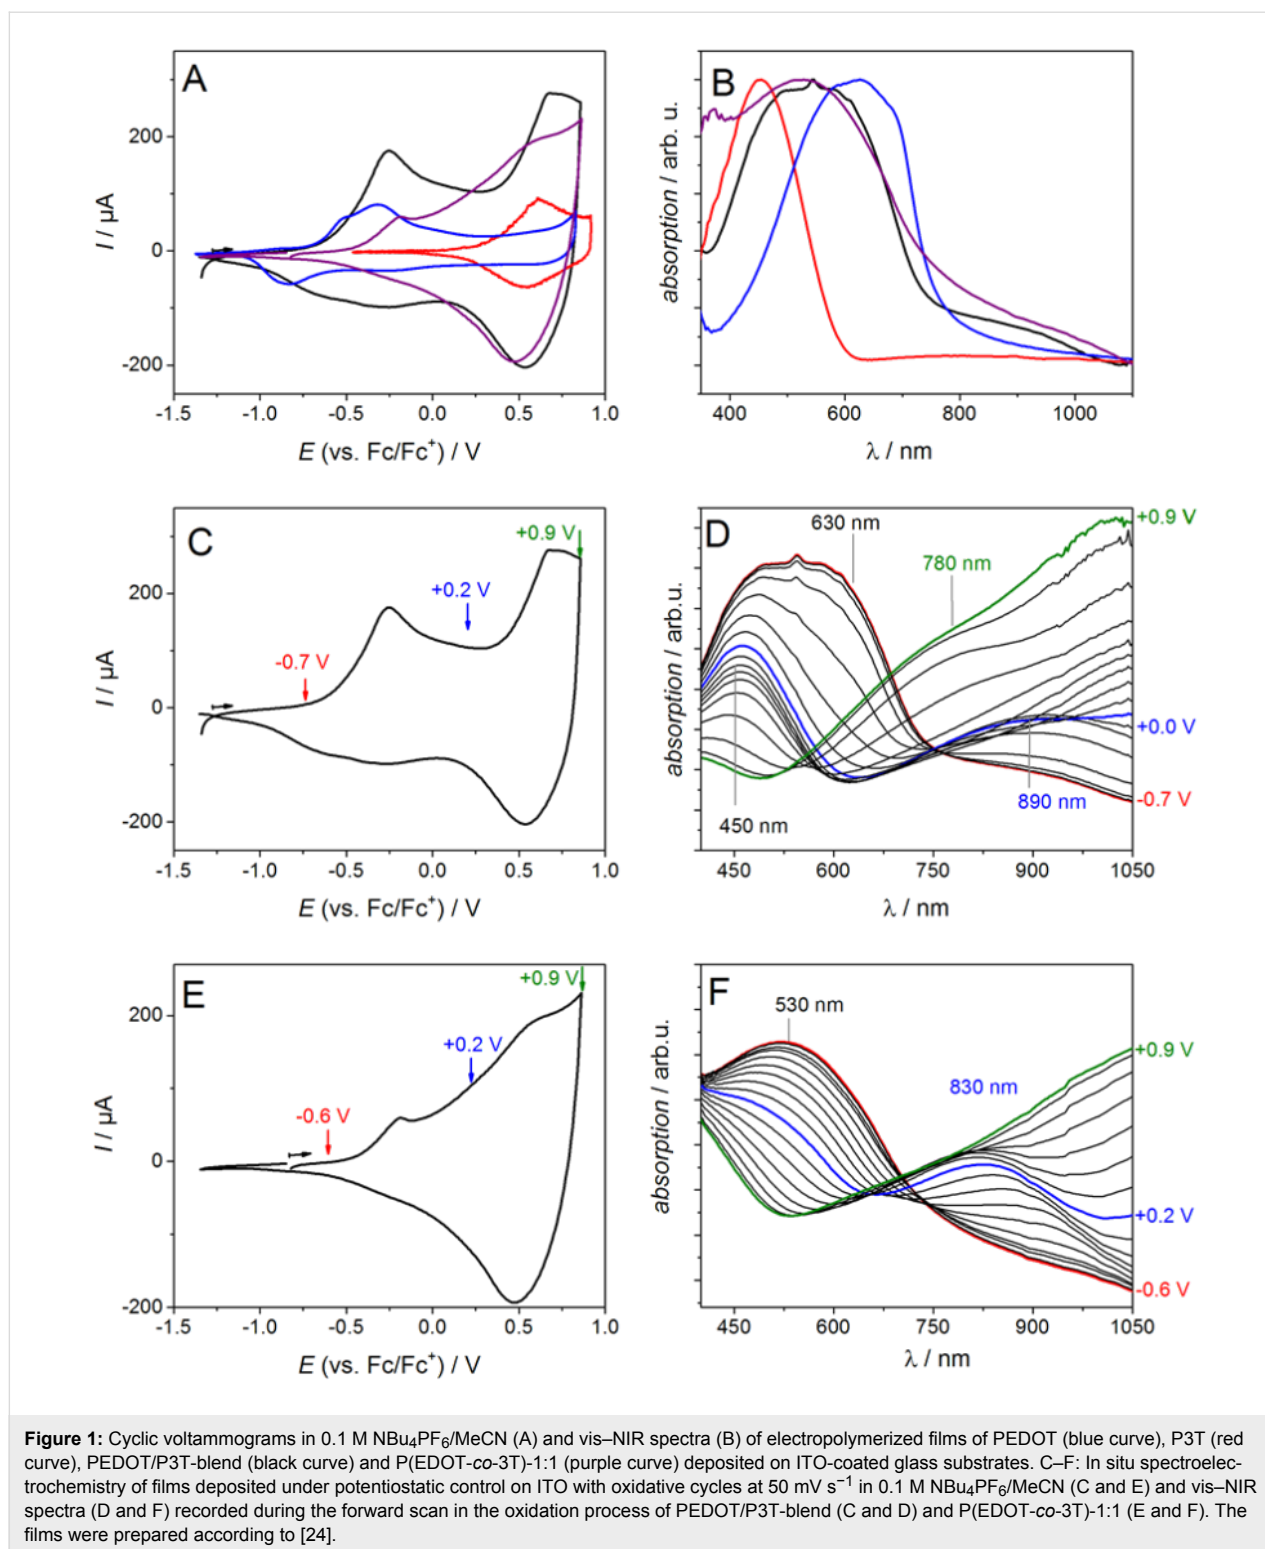 A
200
0
-200
I / µA
-1.5 -1.0 -0.5 0.0 0.5 1.0
E (vs. Fc/Fc⁺) / V
B
absorption / arb. u.
400 600 800 1000
λ / nm
C
+0.9 V
+0.2 V
-0.7 V
200
0
-200
I / µA
-1.5 -1.0 -0.5 0.0 0.5 1.0
E (vs. Fc/Fc⁺) / V
D
630 nm
780 nm
+0.9 V
+0.0 V
890 nm
-0.7 V
450 nm
absorption / arb.u.
450 600 750 900 1050
λ / nm
E
+0.9 V
+0.2 V
-0.6 V
200
0
-200
I / µA
-1.5 -1.0 -0.5 0.0 0.5 1.0
E (vs. Fc/Fc⁺) / V
F
530 nm
830 nm
+0.9 V
+0.2 V
-0.6 V
absorption / arb.u.
450 600 750 900 1050
λ / nm
Figure 1: Cyclic voltammograms in 0.1 M NBu₄PF₆/MeCN (A) and vis–NIR spectra (B) of electropolymerized films of PEDOT (blue curve), P3T (red
curve), PEDOT/P3T-blend (black curve) and P(EDOT-co-3T)-1:1 (purple curve) deposited on ITO-coated glass substrates. C–F: In situ spectroelec-
trochemistry of films deposited under potentiostatic control on ITO with oxidative cycles at 50 mV s⁻¹ in 0.1 M NBu₄PF₆/MeCN (C and E) and vis–NIR
spectra (D and F) recorded during the forward scan in the oxidation process of PEDOT/P3T-blend (C and D) and P(EDOT-co-3T)-1:1 (E and F). The
films were prepared according to [24].